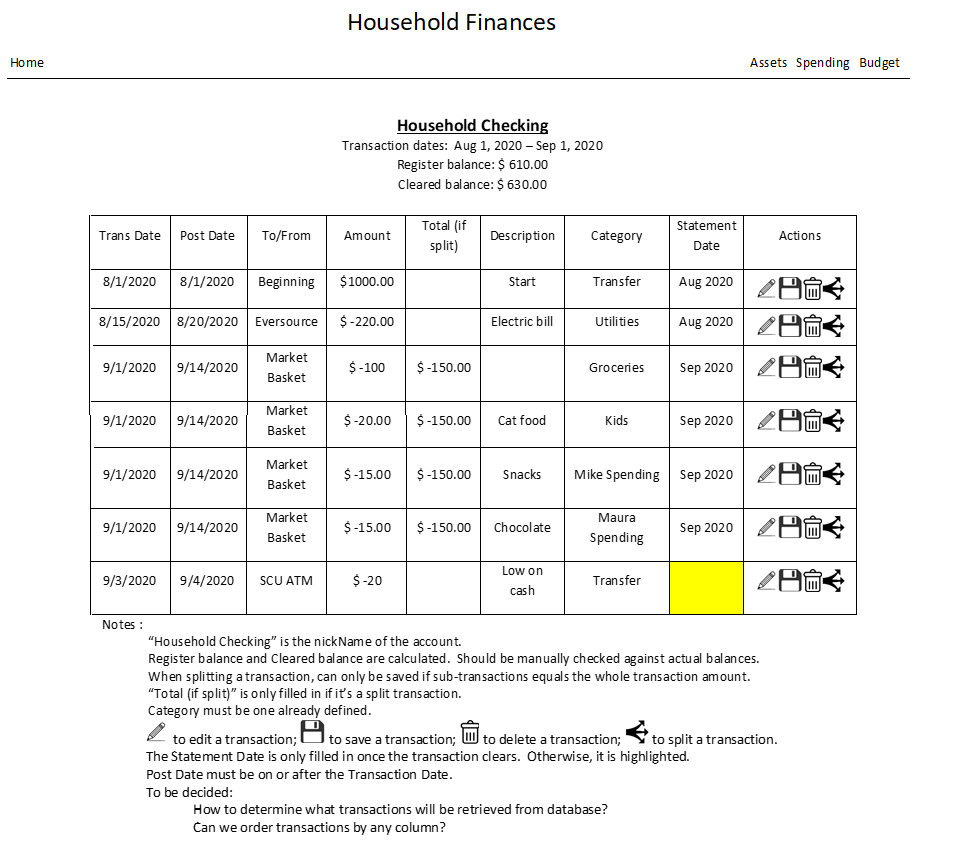 Household Finances
Home Assets Spending Budget
Household Checking
Transaction dates: Aug 1, 2020 – Sep 1, 2020
Register balance: $ 610.00
Cleared balance: $ 630.00
Trans Date Post Date To/From Amount Total (if split) Description Category Statement Date Actions
8/1/2020 8/1/2020 Beginning $1000.00 Start Transfer Aug 2020
8/15/2020 8/20/2020 Eversource $ -220.00 Electric bill Utilities Aug 2020
9/1/2020 9/14/2020 Market Basket $ -100 $ -150.00 Groceries Sep 2020
9/1/2020 9/14/2020 Market Basket $ -20.00 $ -150.00 Cat food Kids Sep 2020
9/1/2020 9/14/2020 Market Basket $ -15.00 $ -150.00 Snacks Mike Spending Sep 2020
9/1/2020 9/14/2020 Market Basket $ -15.00 $ -150.00 Chocolate Maura Spending Sep 2020
9/3/2020 9/4/2020 SCU ATM $ -20 Low on cash Transfer
Notes :
“Household Checking” is the nickName of the account.
Register balance and Cleared balance are calculated. Should be manually checked against actual balances.
When splitting a transaction, can only be saved if sub-transactions equals the whole transaction amount.
“Total (if split)” is only filled in if it’s a split transaction.
Category must be one already defined.
to edit a transaction; to save a transaction; to delete a transaction; to split a transaction.
The Statement Date is only filled in once the transaction clears. Otherwise, it is highlighted.
Post Date must be on or after the Transaction Date.
To be decided:
How to determine what transactions will be retrieved from database?
Can we order transactions by any column?